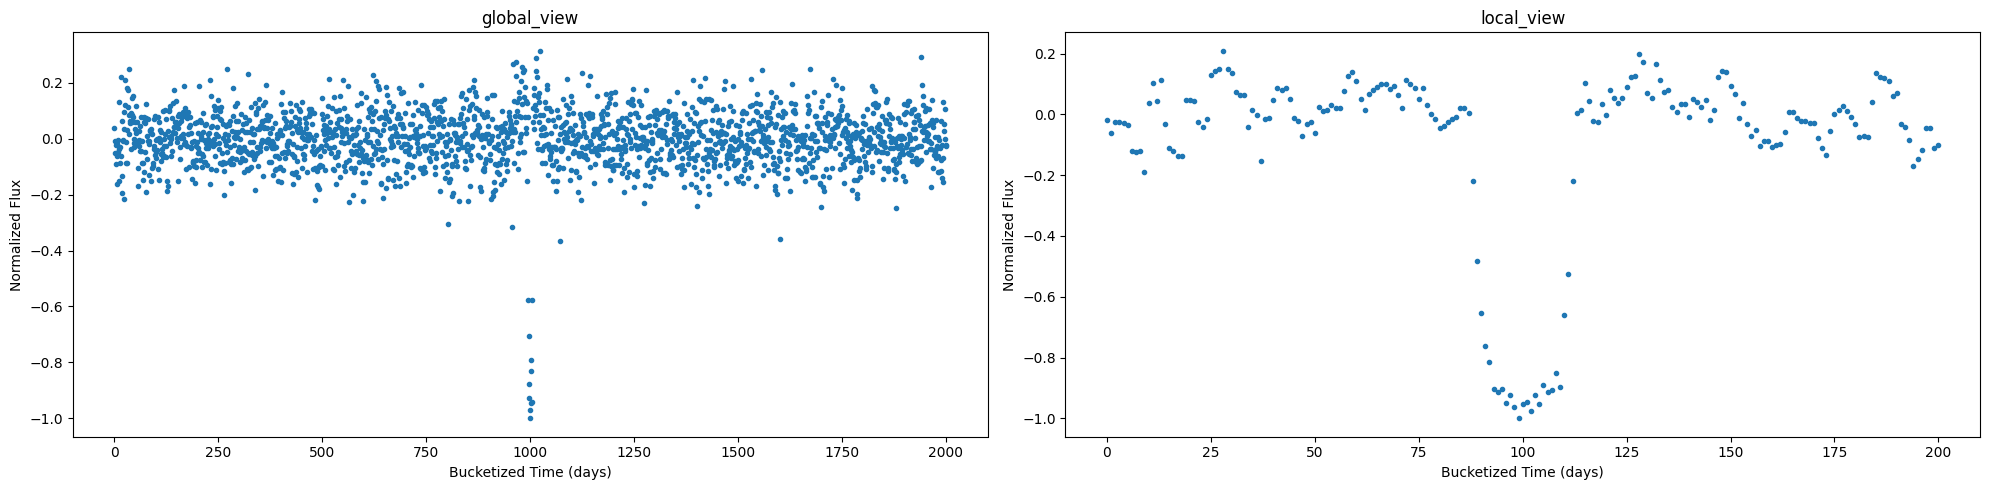 global_view
Normalized Flux
0.2
0.0
−0.2
−0.4
−0.6
−0.8
−1.0
0 250 500 750 1000 1250 1500 1750 2000
Bucketized Time (days)
local_view
Normalized Flux
0.2
0.0
−0.2
−0.4
−0.6
−0.8
−1.0
0 25 50 75 100 125 150 175 200
Bucketized Time (days)